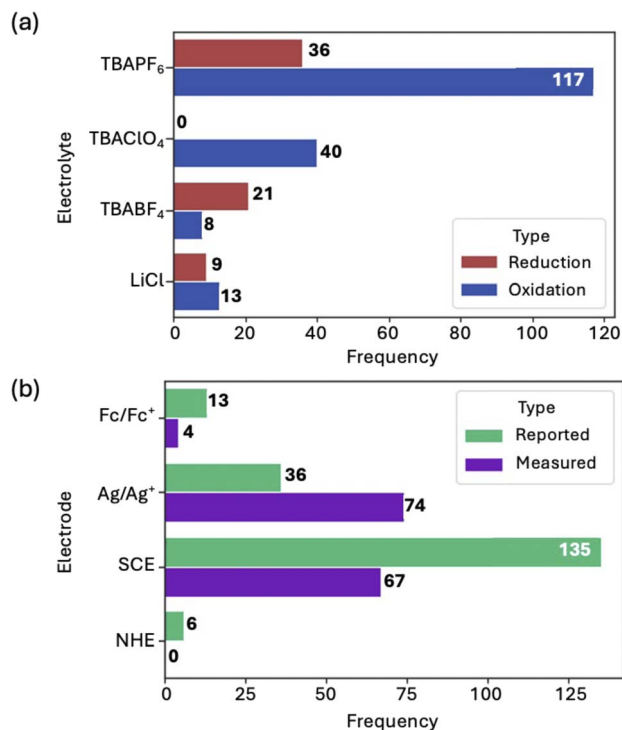 (a)
TBAPF₆
36
117
TBAClO₄
0
40
TBABF₄
21
8
LiCl
9
13
Electrolyte
Type
Reduction
Oxidation
0 20 40 60 80 100 120
Frequency
(b)
Fc/Fc⁺
13
4
Ag/Ag⁺
36
74
SCE
135
67
NHE
6
0
Electrode
Type
Reported
Measured
0 25 50 75 100 125
Frequency